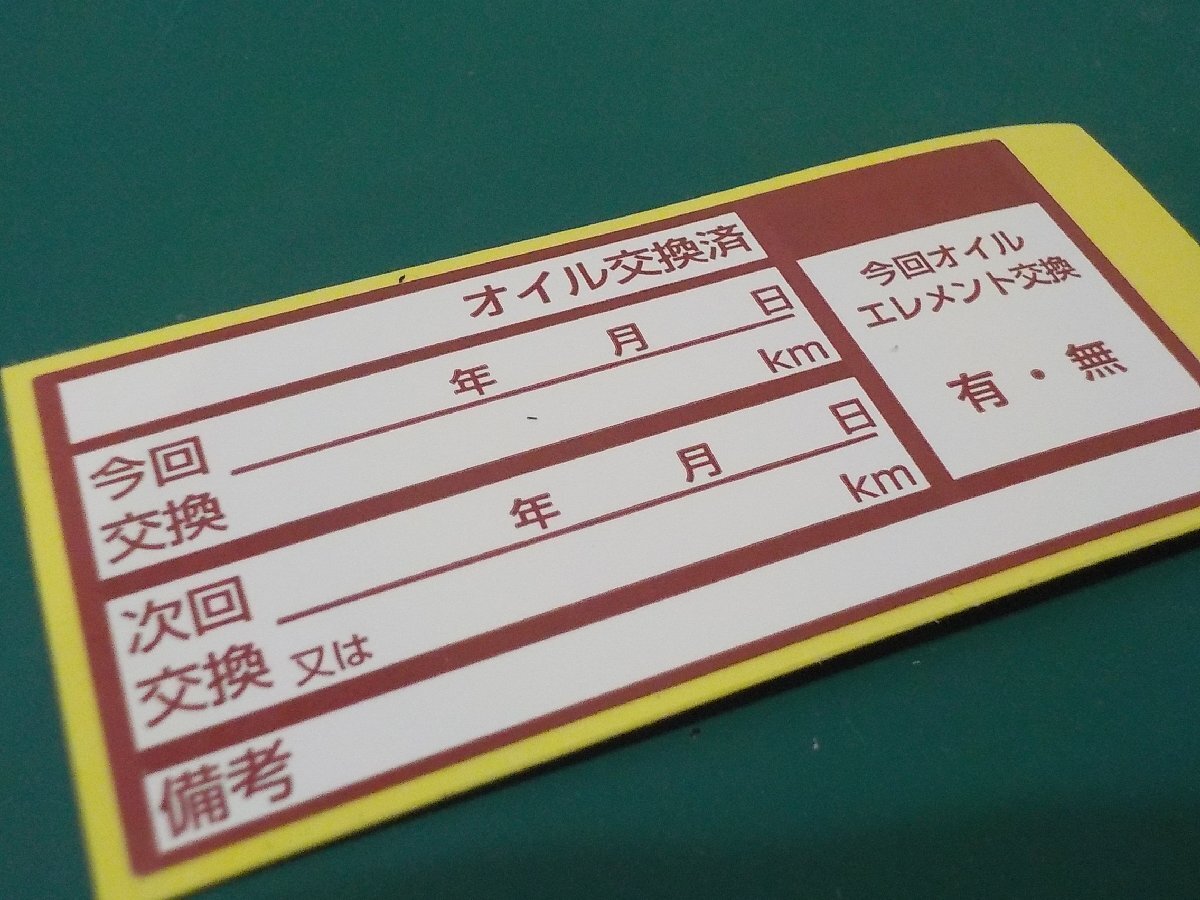 オイル交換済
今回
交換
年 月 日
km
次回
交換 又は
年 月 日
km
今回オイル
エレメント交換
有・無
備考